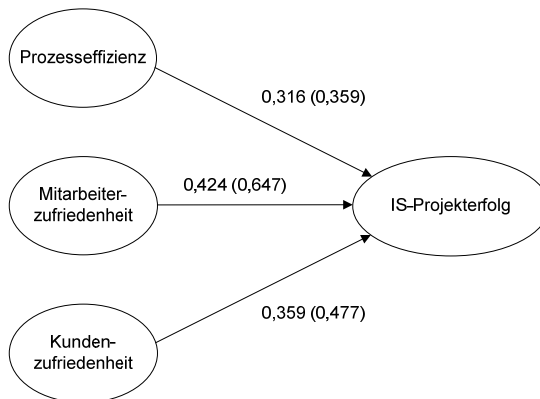 Prozesseffizienz
0,316 (0,359)
Mitarbeiter-
zufriedenheit
0,424 (0,647)
IS-Projekterfolg
0,359 (0,477)
Kunden-
zufriedenheit